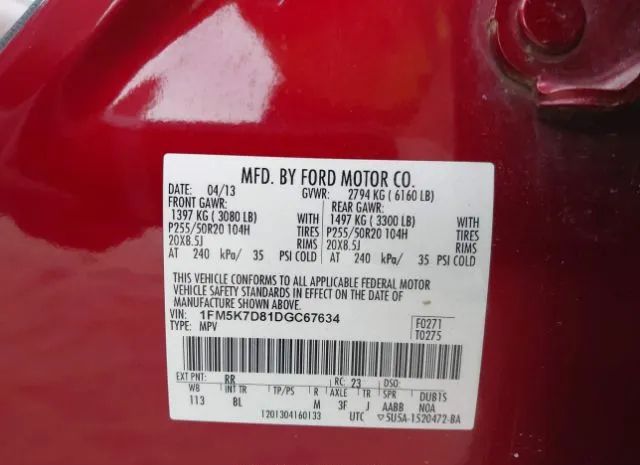 MFD. BY FORD MOTOR CO.
DATE: 04/13 GVWR: 2794 KG ( 6160 LB)
FRONT GAWR: REAR GAWR:
1397 KG ( 3080 LB) WITH 1497 KG ( 3300 LB) WITH
P255/50R20 104H TIRES P255/50R20 104H TIRES
20X8.5J RIMS 20X8.5J RIMS
AT 240 kPa/ 35 PSI COLD AT 240 kPa/ 35 PSI COLD
THIS VEHICLE CONFORMS TO ALL APPLICABLE FEDERAL MOTOR
VEHICLE SAFETY STANDARDS IN EFFECT ON THE DATE OF
MANUFACTURE SHOWN ABOVE.
VIN: 1FM5K7D81DGC67634
TYPE: MPV
F0271
T0275
EXT PNT: RR RC: 23 DSO:
WB INT TR TP/PS R AXLE TR SPR DUB1S
113 BL M 3F J AABB NOA
1201304160133 UTC ▽5U5A-1520472-BA